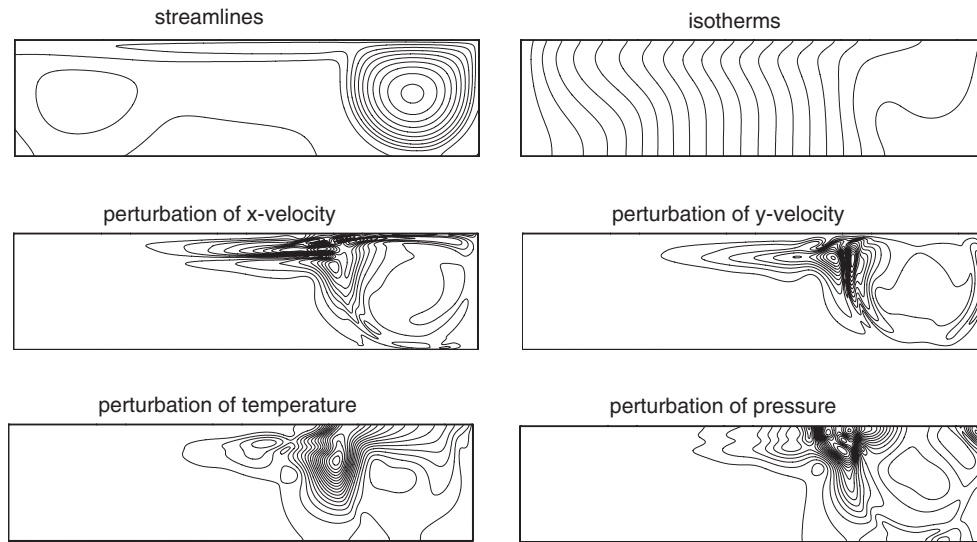 streamlines
isotherms
perturbation of x-velocity
perturbation of y-velocity
perturbation of temperature
perturbation of pressure